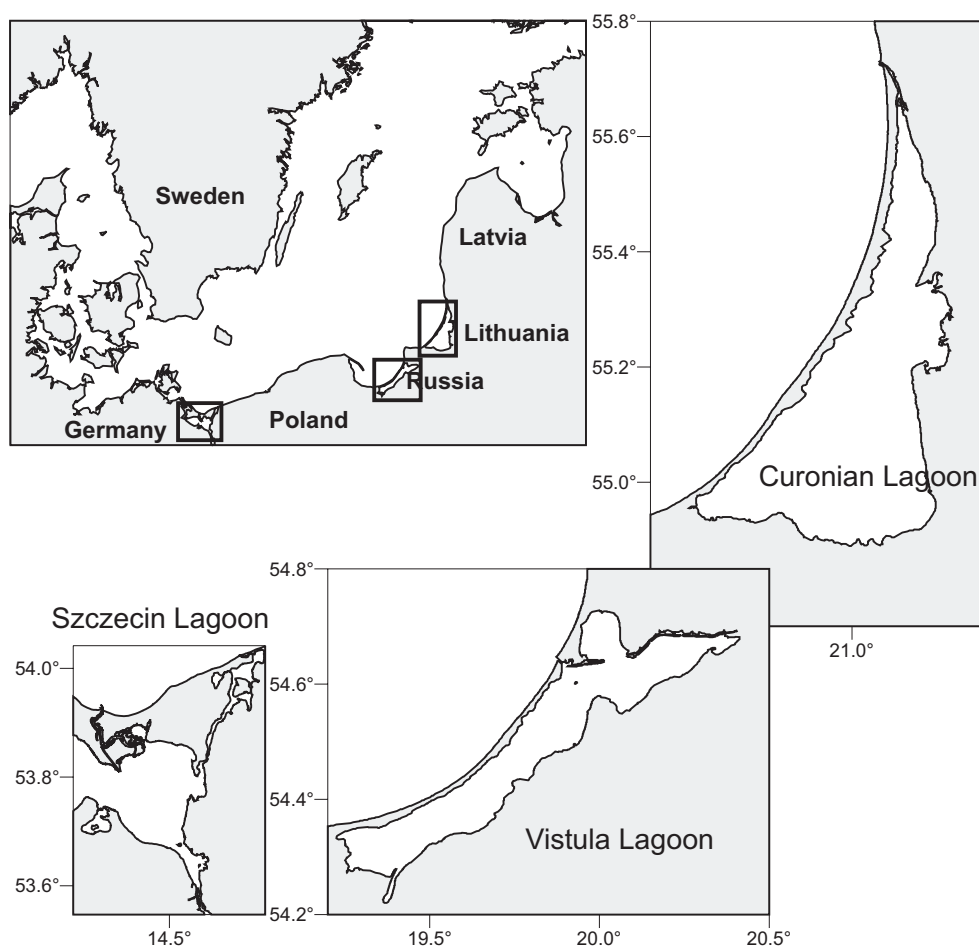 Sweden
Latvia
Lithuania
Russia
Poland
Germany
55.8°
55.6°
55.4°
55.2°
55.0°
Curonian Lagoon
21.0°
Szczecin Lagoon
54.0°
53.8°
53.6°
14.5°
54.8°
54.6°
54.4°
54.2°
Vistula Lagoon
19.5°
20.0°
20.5°